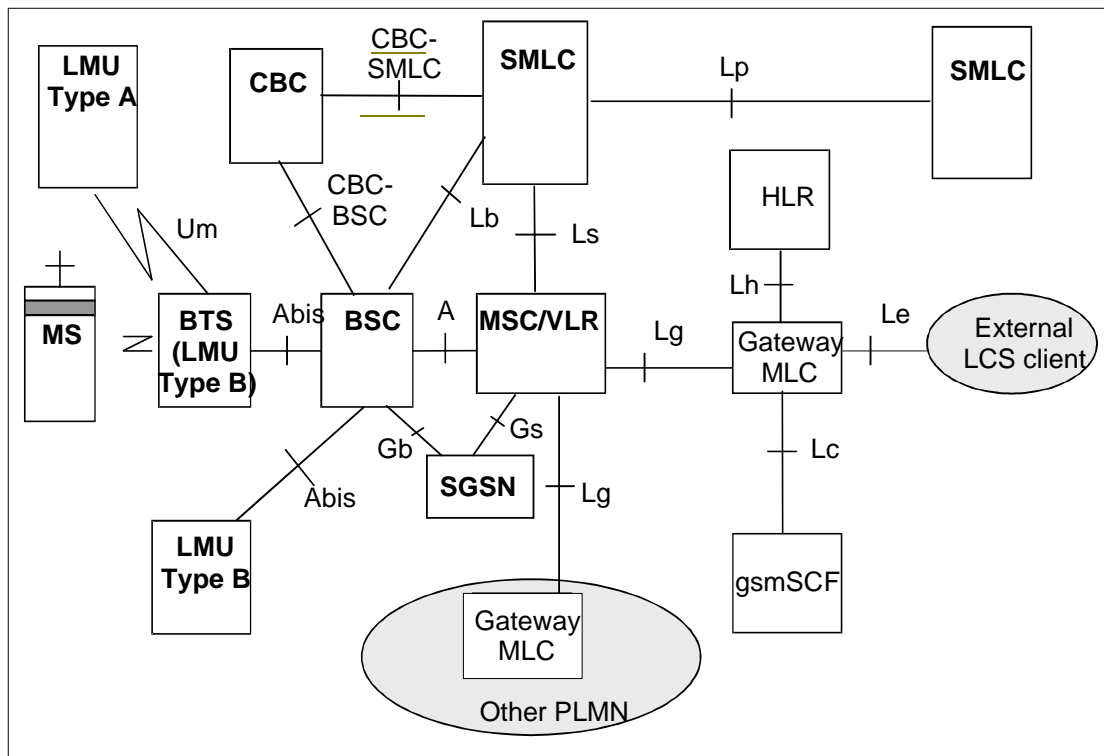 LMU
Type A
CBC
CBC-
SMLC
SMLC
Lp
SMLC
CBC-
BSC
Lb
Ls
HLR
Um
Lh
MS
BTS
(LMU
Type B)
Abis
BSC
A
MSC/VLR
Lg
Gateway
MLC
Le
External
LCS client
Gb
Gs
SGSN
Lc
Abis
Lg
LMU
Type B
gsmSCF
Gateway
MLC
Other PLMN